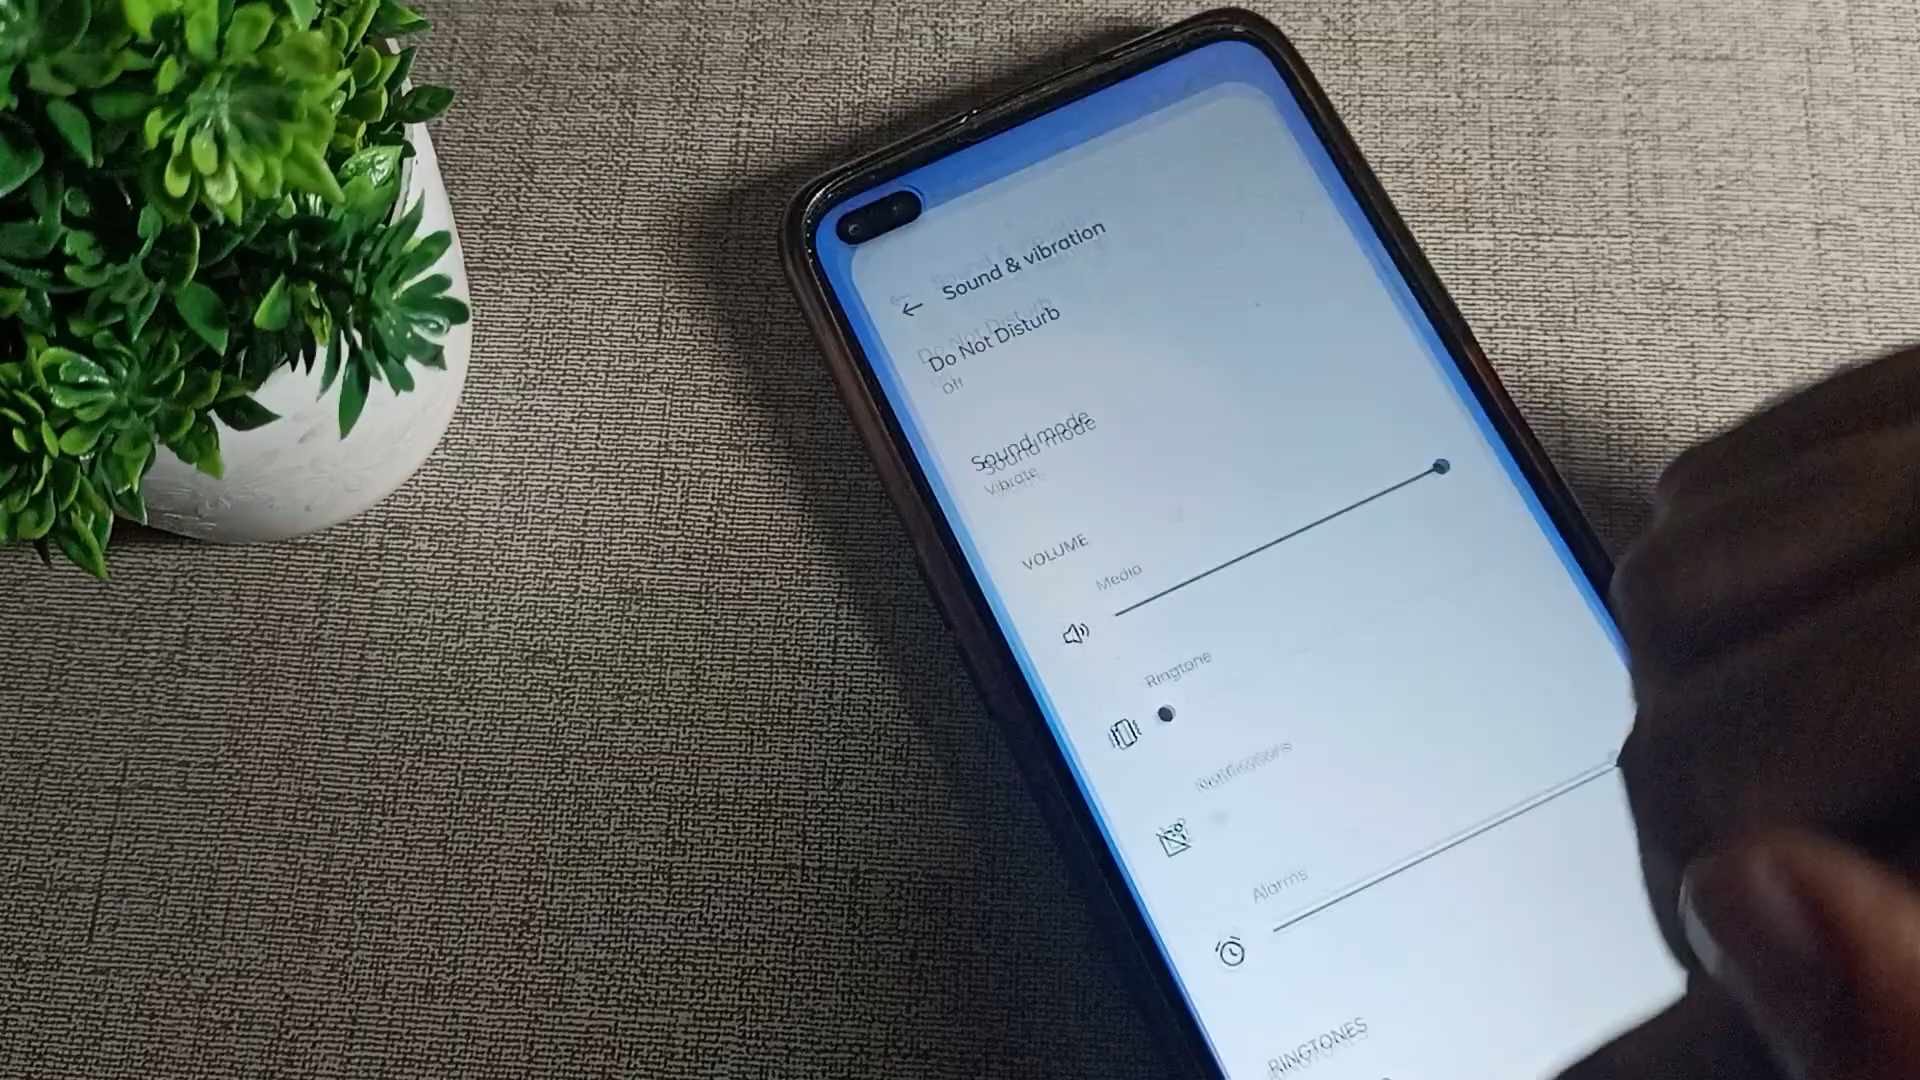 Sound & vibration
Do Not Disturb
Off
Sound mode
Vibrate
VOLUME
Media
Ringtone
Notifications
Alarms
RINGTONES